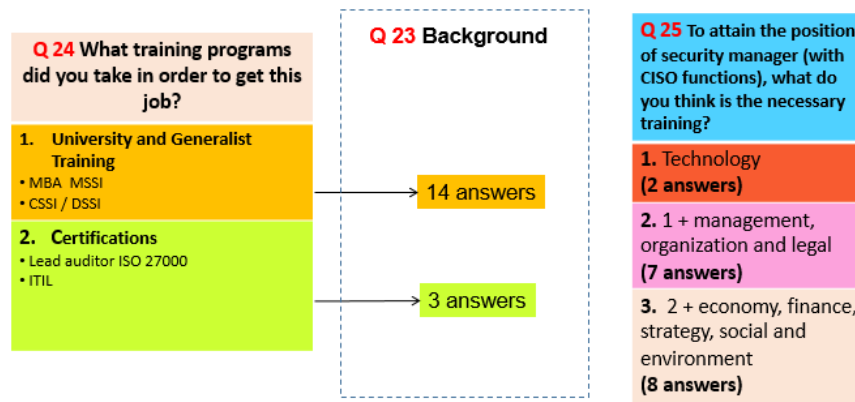 Q 24 What training programs
did you take in order to get this
job?
1. University and Generalist
Training
• MBA MSSI
• CSSI / DSSI
2. Certifications
• Lead auditor ISO 27000
• ITIL
Q 23 Background
14 answers
3 answers
Q 25 To attain the position
of security manager (with
CISO functions), what do
you think is the necessary
training?
1. Technology
(2 answers)
2. 1 + management,
organization and legal
(7 answers)
3. 2 + economy, finance,
strategy, social and
environment
(8 answers)